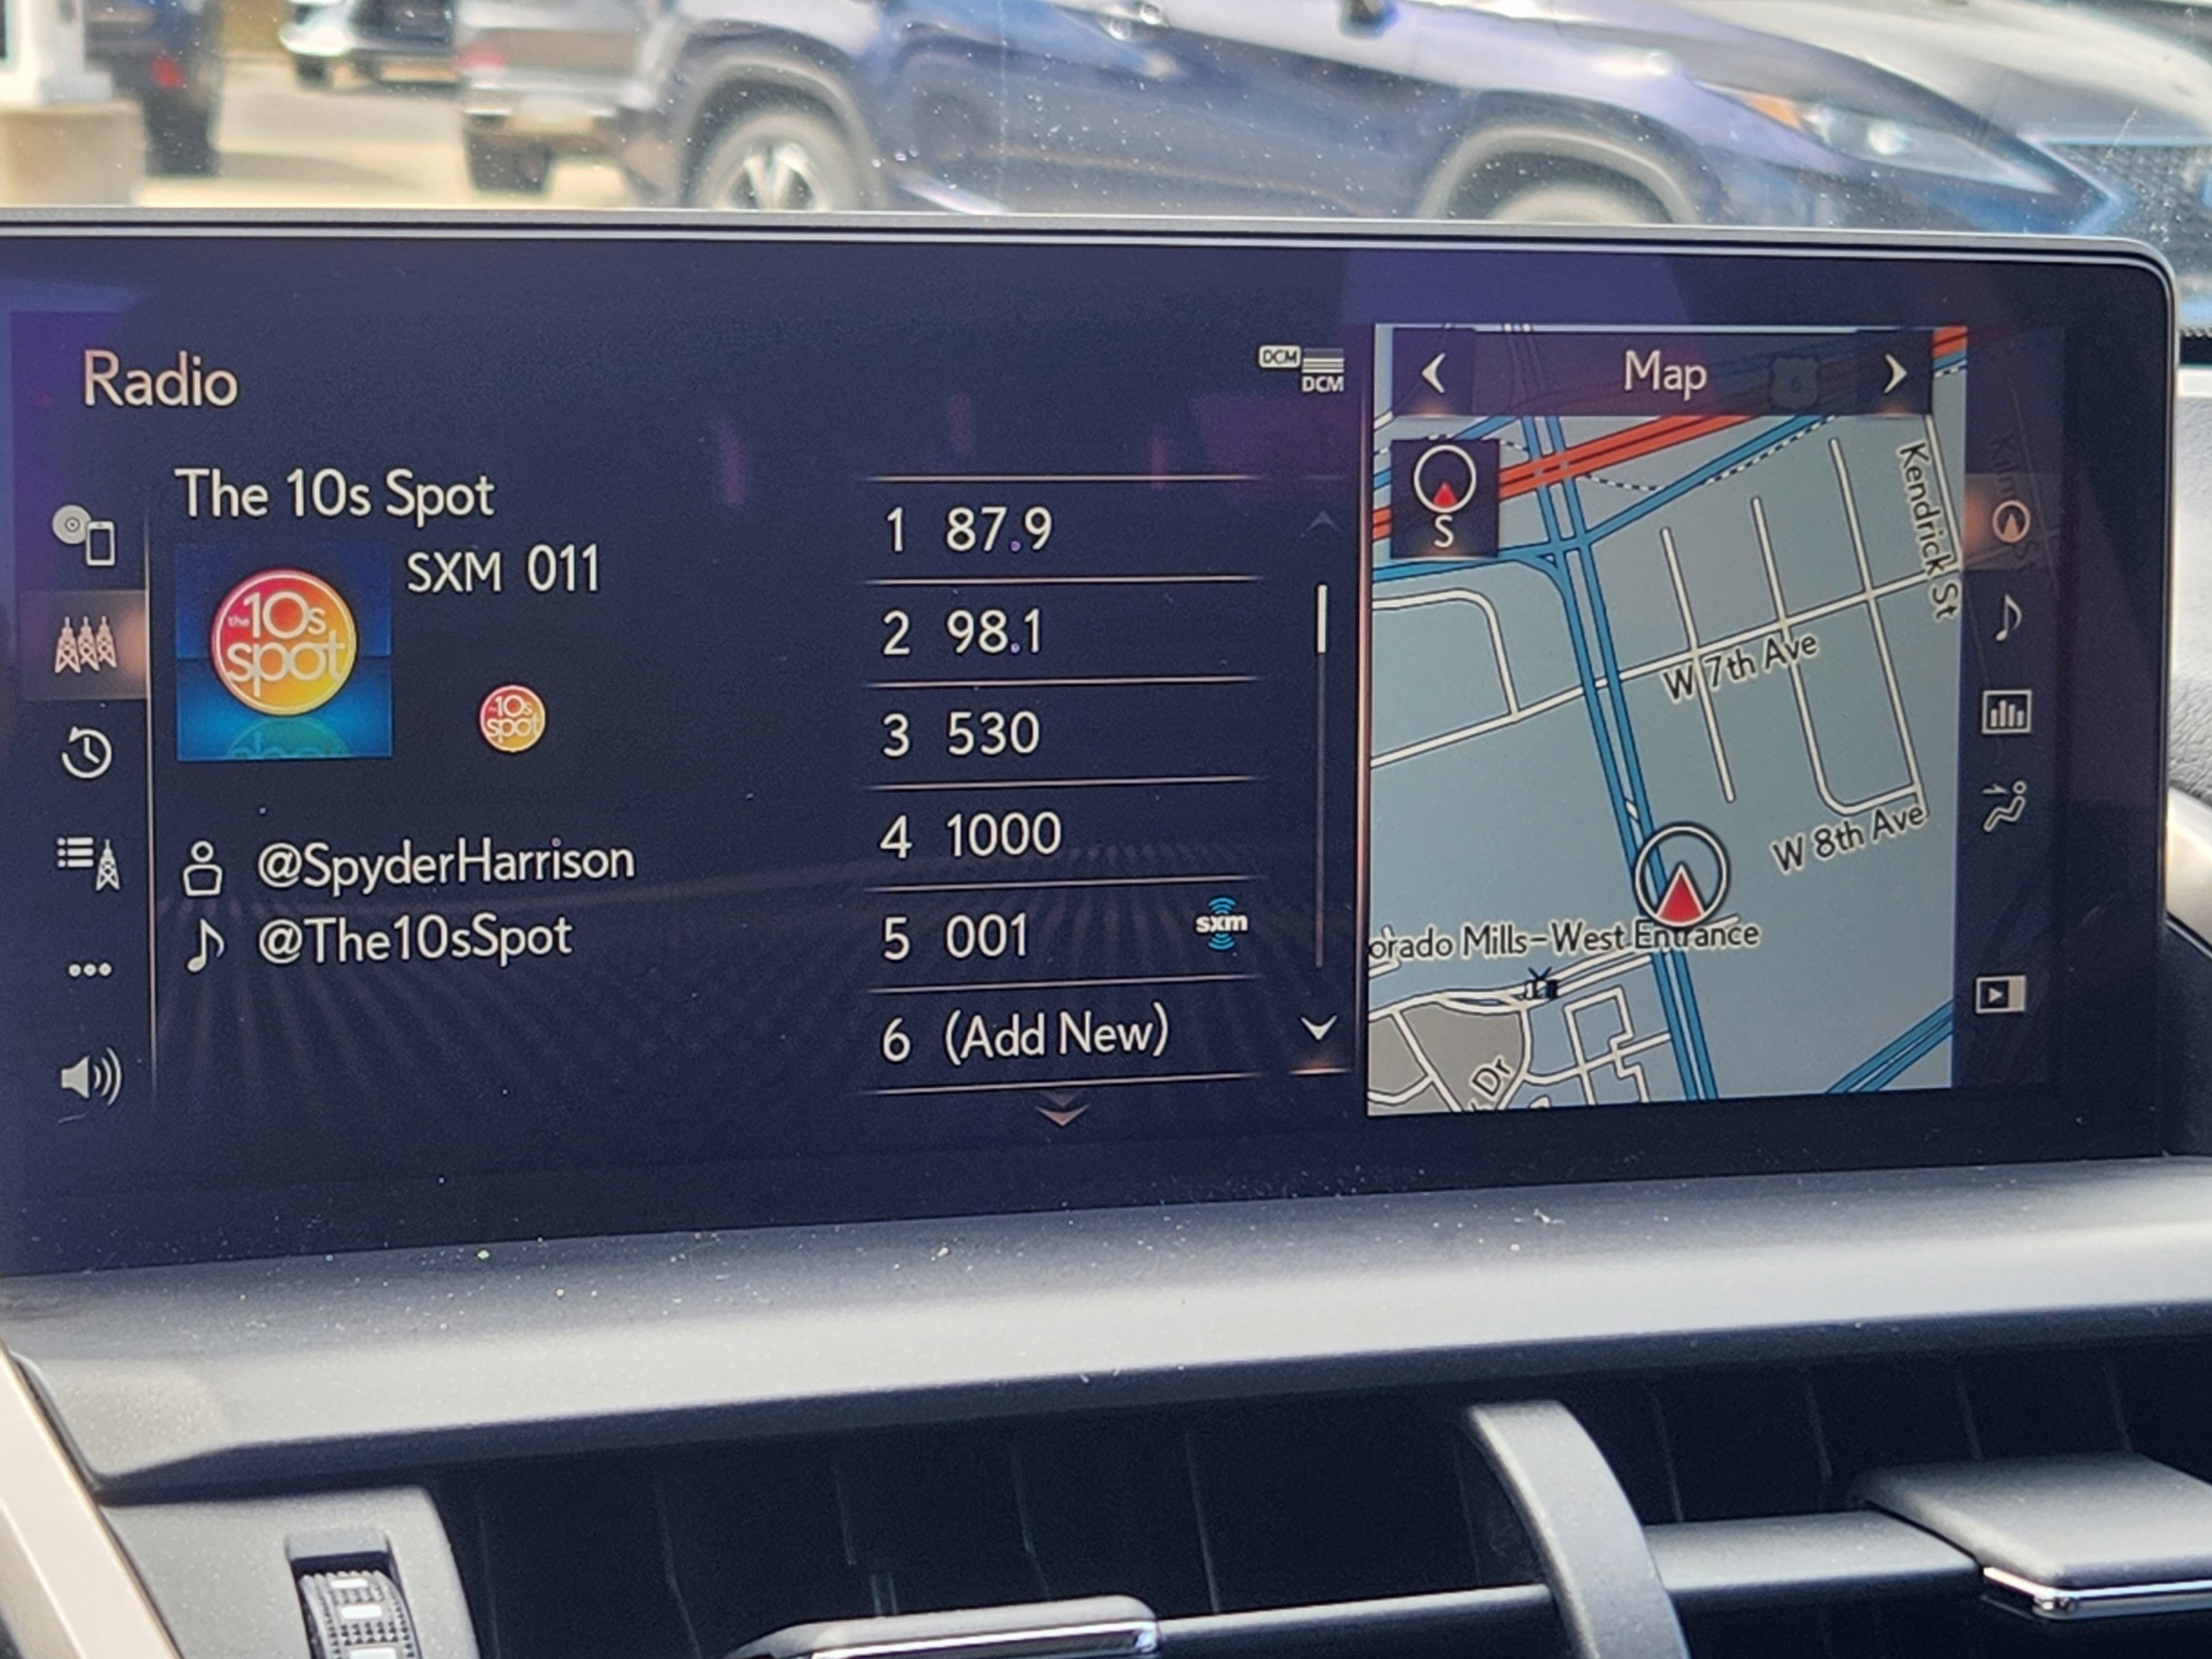 Radio
DCM
DCM
The 10s Spot
SXM 011
the 10s
spot
10s
spot
@SpyderHarrison
@The10sSpot
1 87.9
2 98.1
3 530
4 1000
5 001 sxm
6 (Add New)
Map
6
S
Kendrick St
W 7th Ave
W 8th Ave
orado Mills-West Entrance
Dr